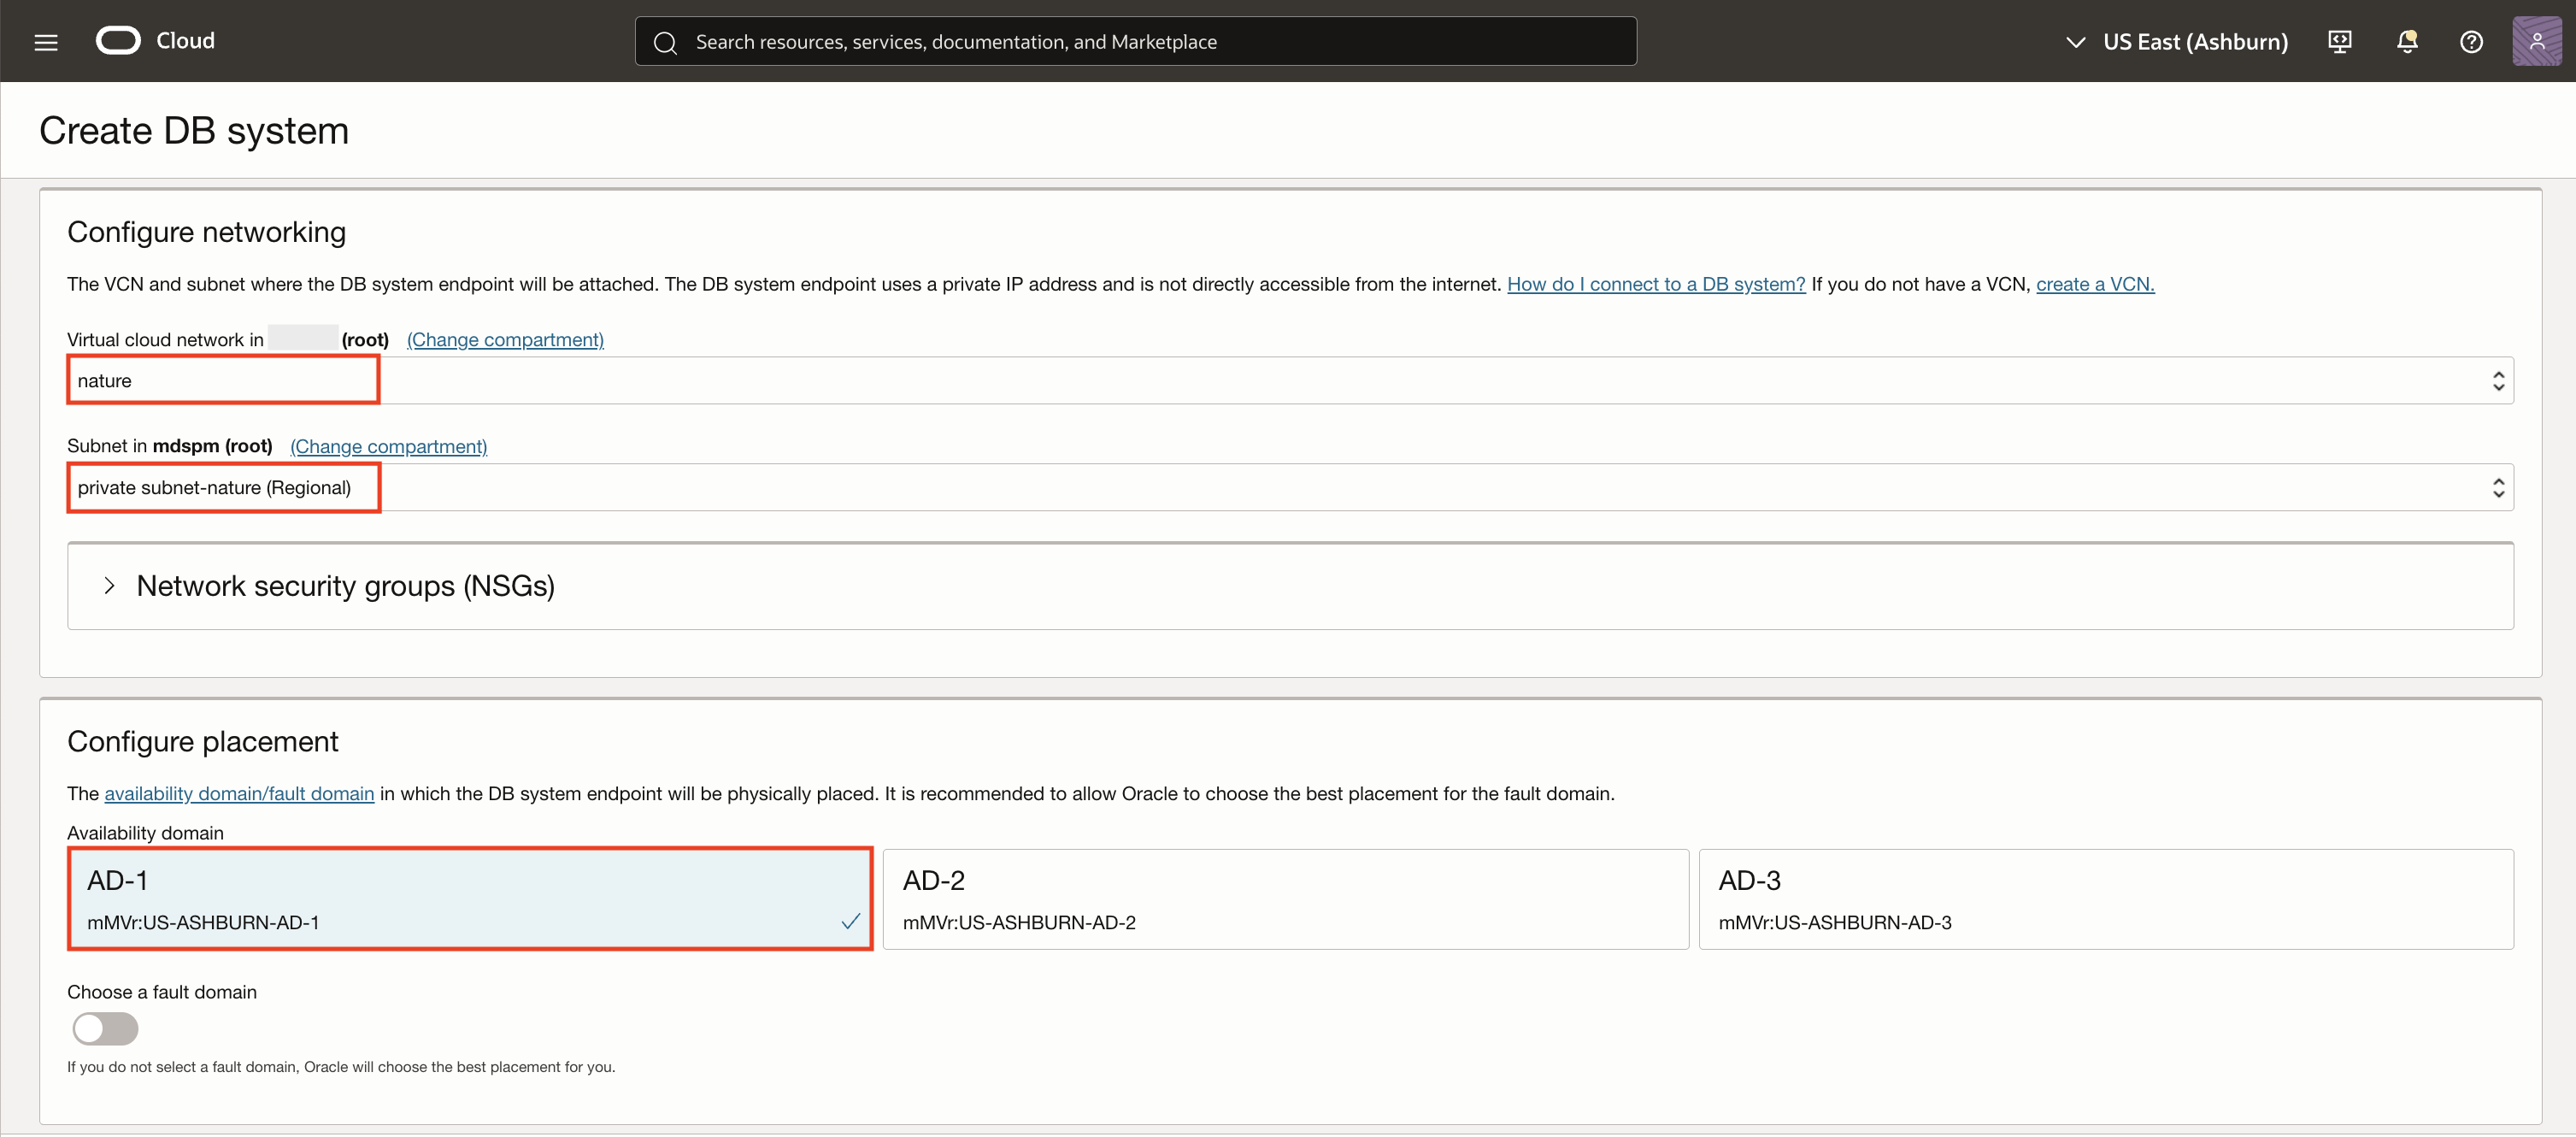 Cloud
Search resources, services, documentation, and Marketplace
US East (Ashburn)
Create DB system
Configure networking
The VCN and subnet where the DB system endpoint will be attached. The DB system endpoint uses a private IP address and is not directly accessible from the internet. How do I connect to a DB system? If you do not have a VCN, create a VCN.
Virtual cloud network in (root) (Change compartment)
nature
Subnet in mdspm (root) (Change compartment)
private subnet-nature (Regional)
Network security groups (NSGs)
Configure placement
The availability domain/fault domain in which the DB system endpoint will be physically placed. It is recommended to allow Oracle to choose the best placement for the fault domain.
Availability domain
AD-1
mMVr:US-ASHBURN-AD-1
AD-2
mMVr:US-ASHBURN-AD-2
AD-3
mMVr:US-ASHBURN-AD-3
Choose a fault domain
If you do not select a fault domain, Oracle will choose the best placement for you.